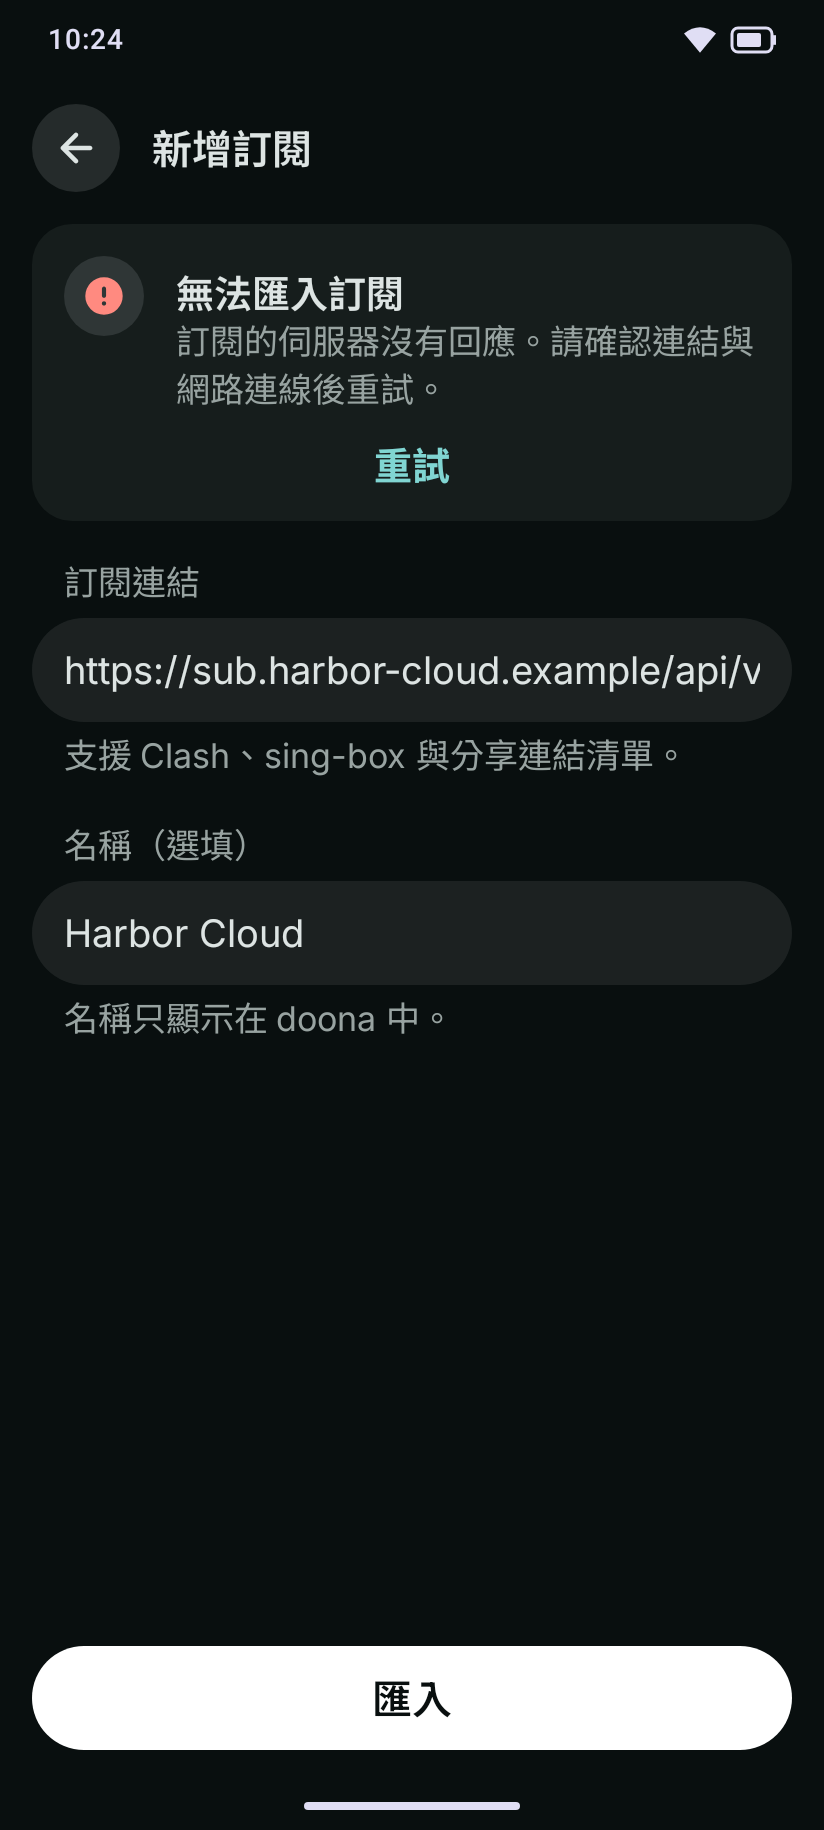 10:24
新增訂閱
無法匯入訂閱
訂閱的伺服器沒有回應。請確認連結與
網路連線後重試。
重試
訂閱連結
https://sub.harbor-cloud.example/api/v
支援 Clash、sing-box 與分享連結清單。
名稱（選填）
Harbor Cloud
名稱只顯示在 doona 中。
匯入